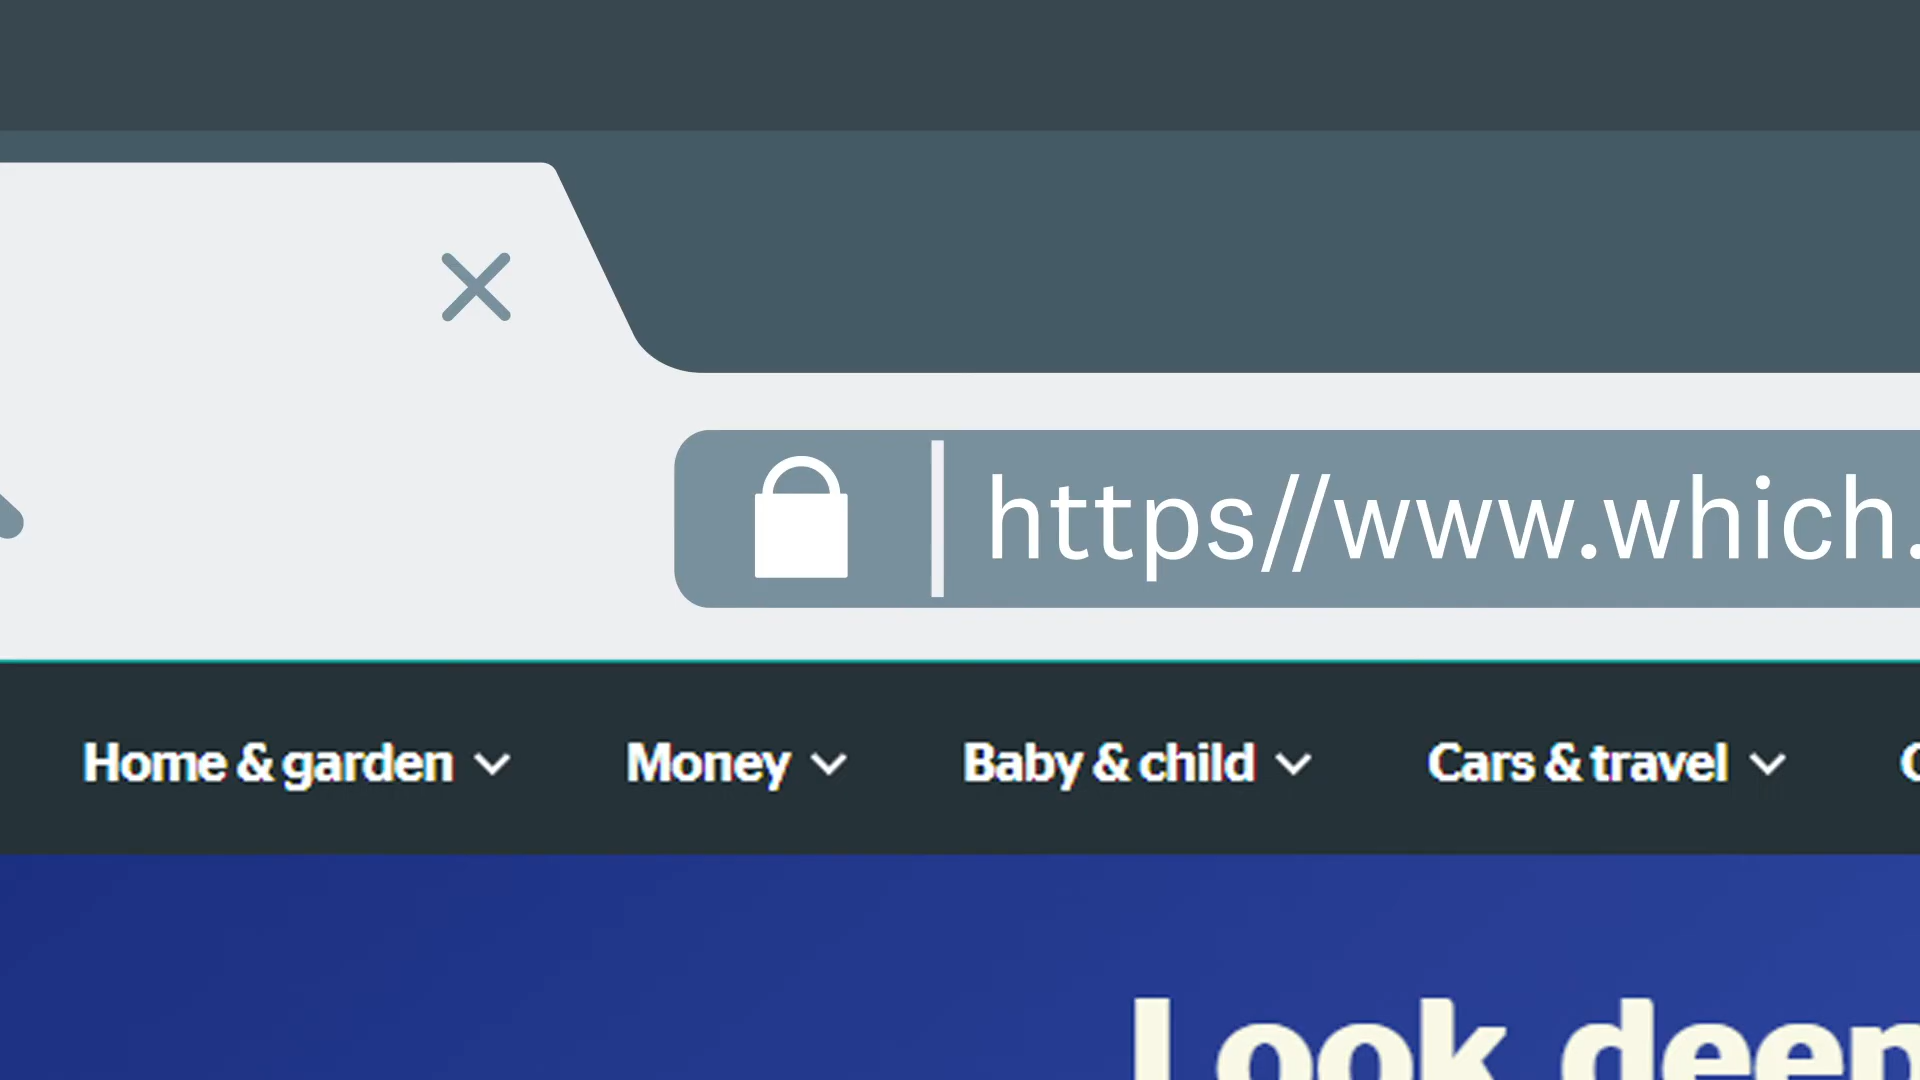 https//www.which.
Home & garden Money Baby & child Cars & travel
Look deep